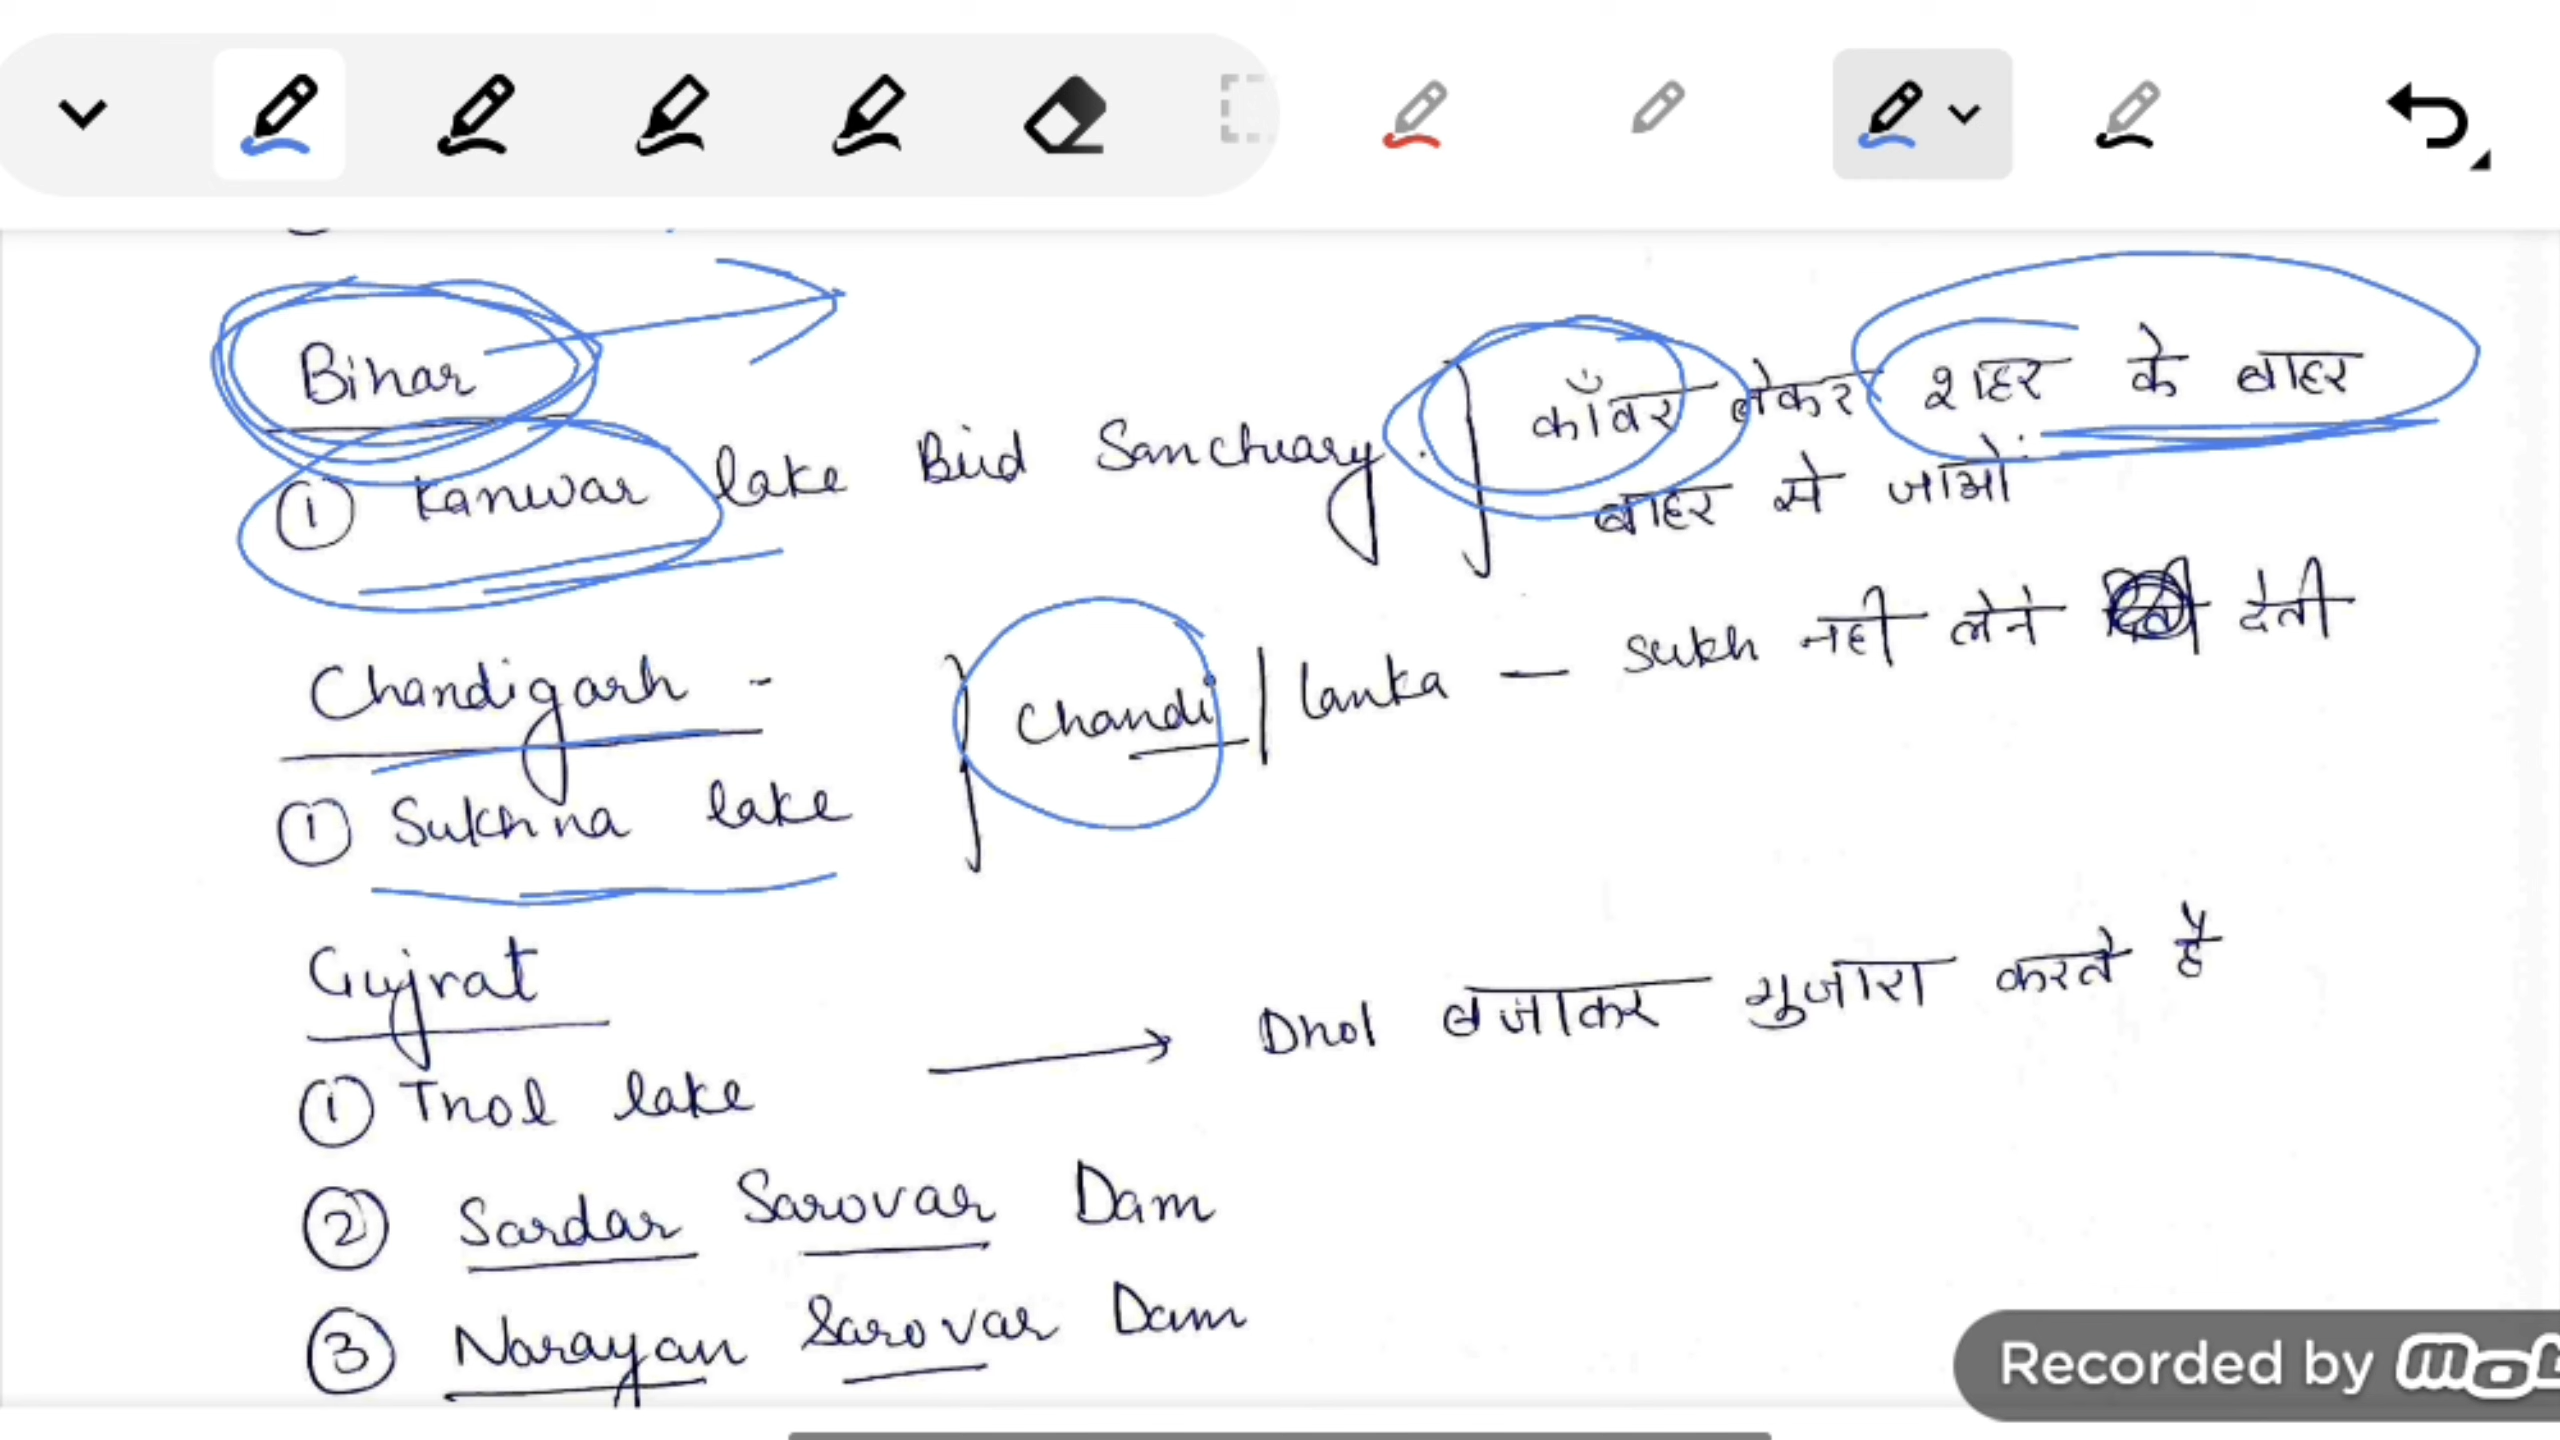 Bihar
① Kanwar lake Bird Sanctuary. काँवर लेकर शहर के बाहर
बाहर से जाओ
Chandigarh - Chandi lanka — sukh नही लेने देती
① Sukhna lake
Gujrat
① Thol lake → Dhol बजाकर गुजारा करते है
② Sardar Sarovar Dam
③ Narayan Sarovar Dam
Recorded by